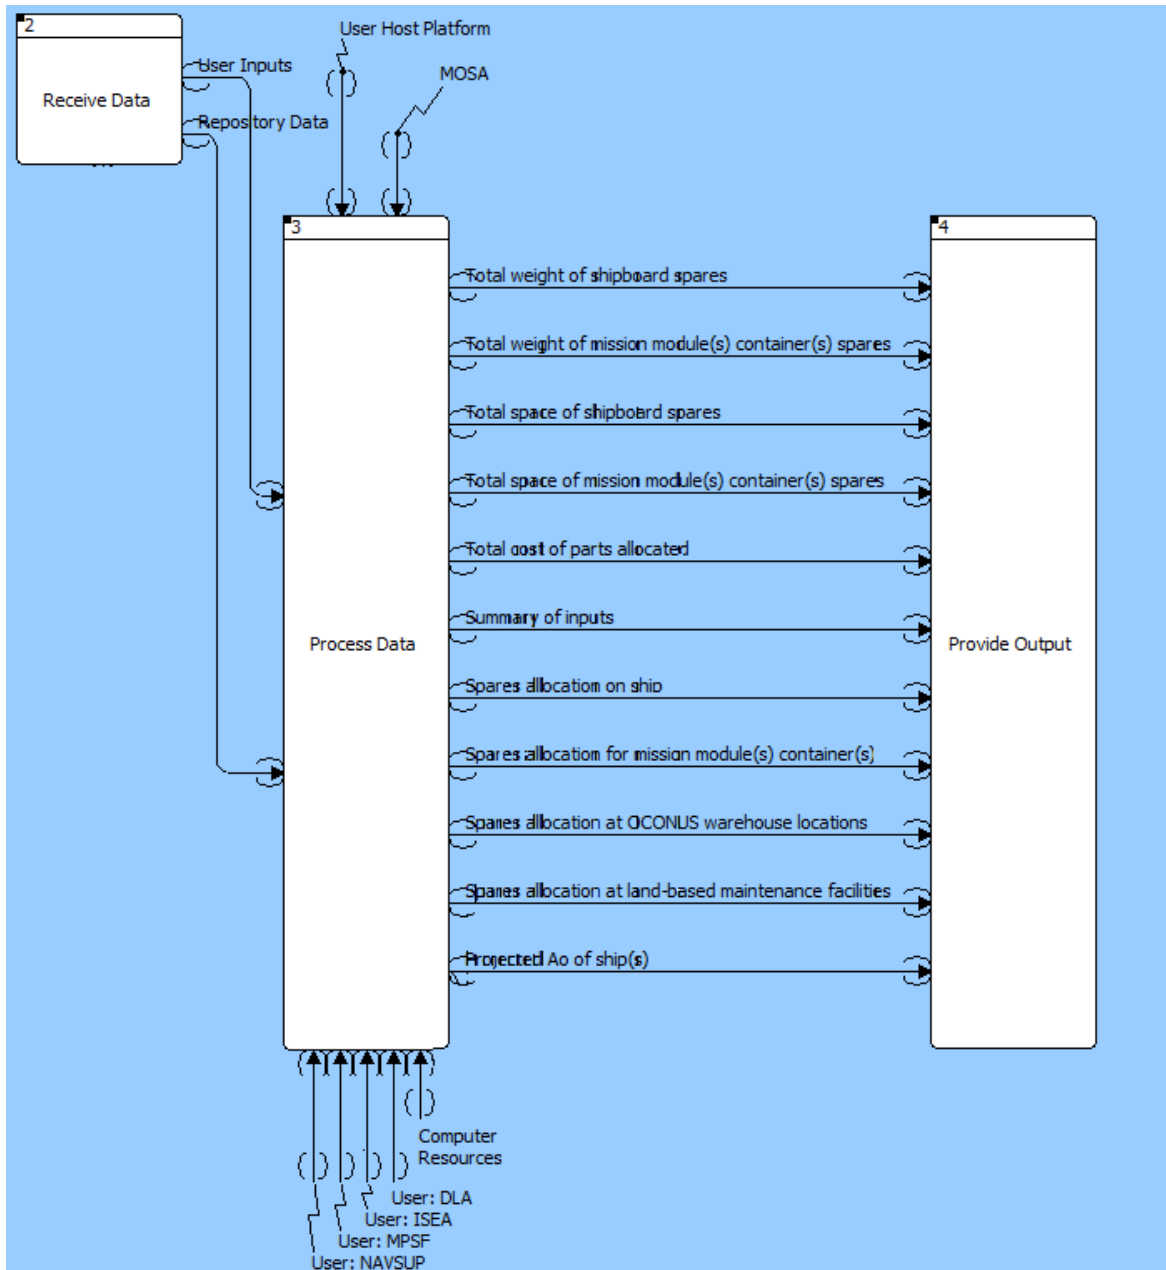 2
User Host Platform
User Inputs
MOSA
Receive Data
Repository Data
3
4
Total weight of shipboard spares
Total weight of mission module(s) container(s) spares
Total space of shipboard spares
Total space of mission module(s) container(s) spares
Total cost of parts allocated
Summary of inputs
Process Data
Provide Output
Spares allocation on ship
Spares allocation for mission module(s) container(s)
Spares allocation at OCONUS warehouse locations
Spares allocation at land-based maintenance facilities
Projected Ao of ship(s)
Computer
Resources
User: DLA
User: ISEA
User: MPSF
User: NAVSUP